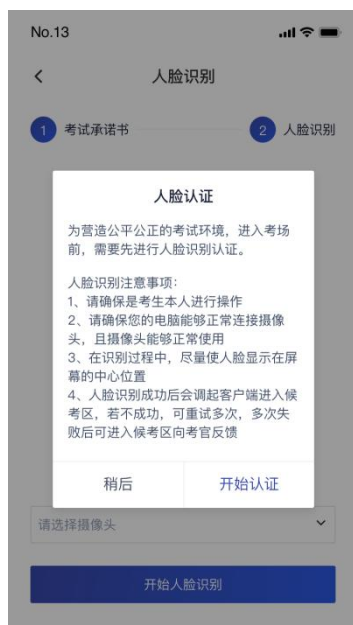 No.13
人脸识别
1 考试承诺书
2 人脸识别
人脸认证
为营造公平公正的考试环境，进入考场
前，需要先进行人脸识别认证。
人脸识别注意事项：
1、请确保是考生本人进行操作
2、请确保您的电脑能够正常连接摄像
头，且摄像头能够正常使用
3、在识别过程中，尽量使人脸显示在屏
幕的中心位置
4、人脸识别成功后会调起客户端进入候
考区，若不成功，可重试多次，多次失
败后可进入候考区向考官反馈
稍后
开始认证
请选择摄像头
开始人脸识别